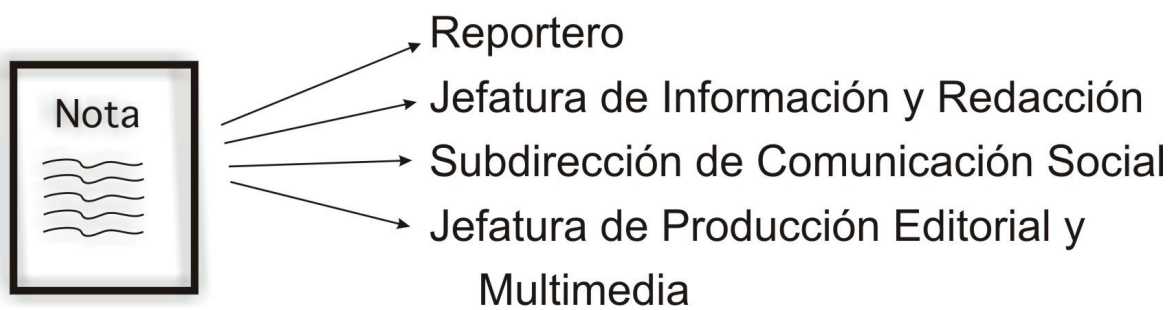 Nota
Reportero
Jefatura de Información y Redacción
Subdirección de Comunicación Social
Jefatura de Producción Editorial y
Multimedia